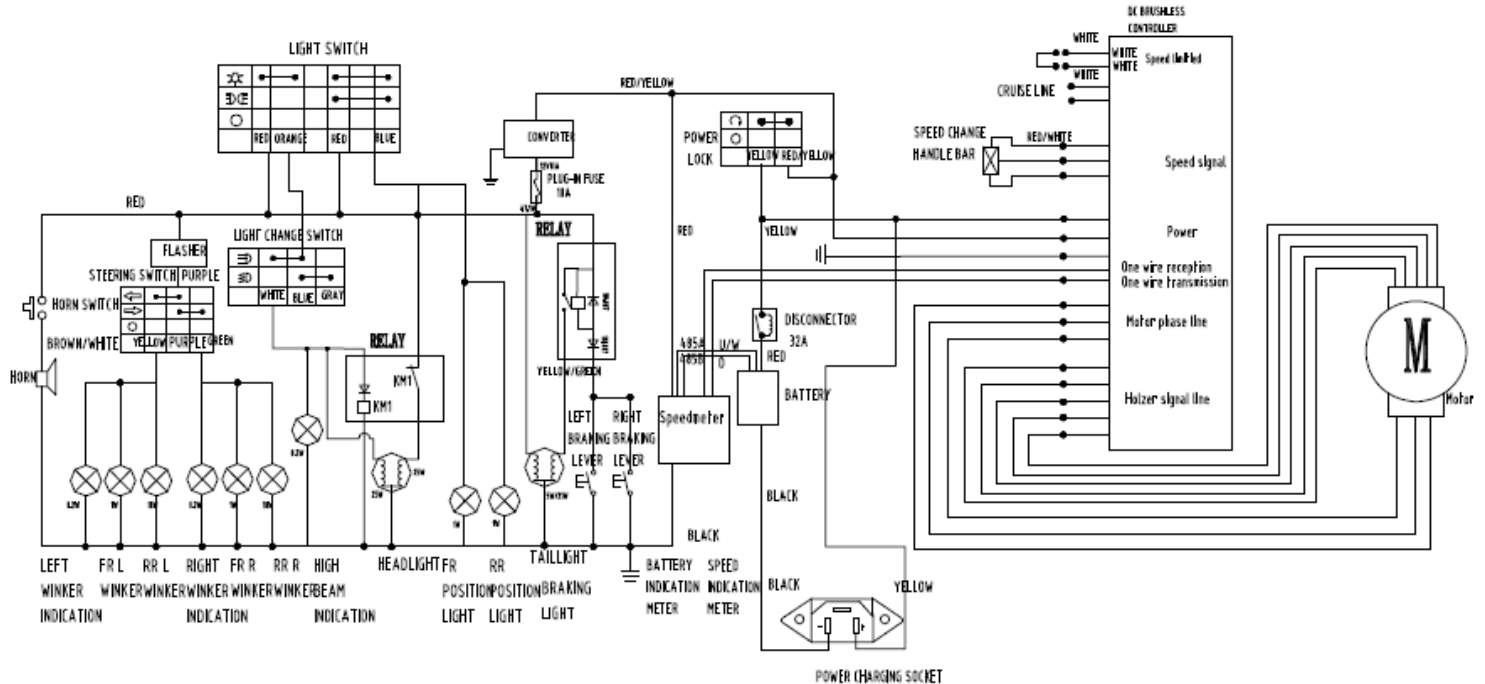 DC BRUSHLESS
CONTROLLER
WHITE
WHITE
WHITE
WHITE
CRUISE LINE
LIGHT SWITCH
RED ORANGE RED BLUE
RED/YELLOW
CONVERTER
PLUG-IN FUSE
POWER
LOCK
YELLOW RED/YELLOW
SPEED CHANGE
HANDLE BAR
RED/WHITE
Speed signal
RED
FLASHER
LIGHT CHANGE SWITCH
RELAY
RED
YELLOW
Power
STEERING SWITCH PURPLE
WHITE BLUE GRAY
One wire reception
One wire transmission
HORN SWITCH
BROWN/WHITE
YELLOW PURPLE GREEN
RELAY
KM1
KM1
YELLOW/GREEN
DISCONNECTOR
32A
RED
485A
485B
Motor phase line
M
Motor
HORN
LEFT
BRAKING
LEVER
RIGHT
BRAKING
LEVER
Speedmeter
BATTERY
Holzer signal line
BLACK
BLACK
LEFT
WINKER
INDICATION
FR L
WINKER
RR L
WINKER
RIGHT
WINKER
INDICATION
FR R
WINKER
RR R
WINKER
HIGH
BEAM
INDICATION
HEADLIGHT
FR
POSITION
LIGHT
RR
POSITION
LIGHT
TAILLIGHT
BRAKING
LIGHT
BATTERY
INDICATION
METER
SPEED
INDICATION
METER
BLACK
YELLOW
POWER CHARGING SOCKET